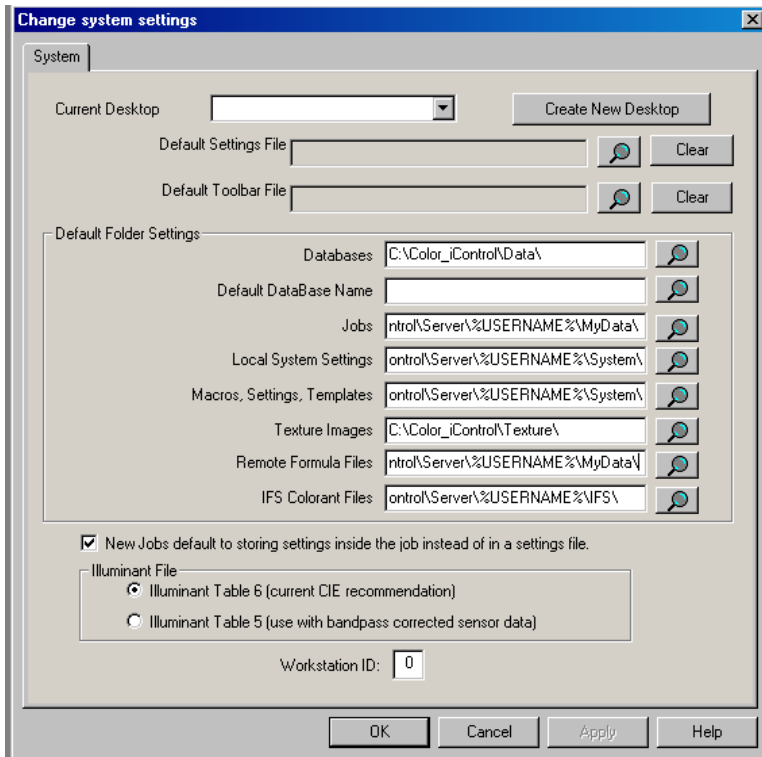 Change system settings
System
Current Desktop Create New Desktop
Default Settings File Clear
Default Toolbar File Clear
Default Folder Settings
Databases C:\Color_iControl\Data\
Default DataBase Name
Jobs ntrol\Server\%USERNAME%\MyData\
Local System Settings ontrol\Server\%USERNAME%\System\
Macros, Settings, Templates ontrol\Server\%USERNAME%\System\
Texture Images C:\Color_iControl\Texture\
Remote Formula Files ntrol\Server\%USERNAME%\MyData\
IFS Colorant Files ontrol\Server\%USERNAME%\IFS\
New Jobs default to storing settings inside the job instead of in a settings file.
Illuminant File
Illuminant Table 6 (current CIE recommendation)
Illuminant Table 5 (use with bandpass corrected sensor data)
Workstation ID: 0
OK Cancel Apply Help